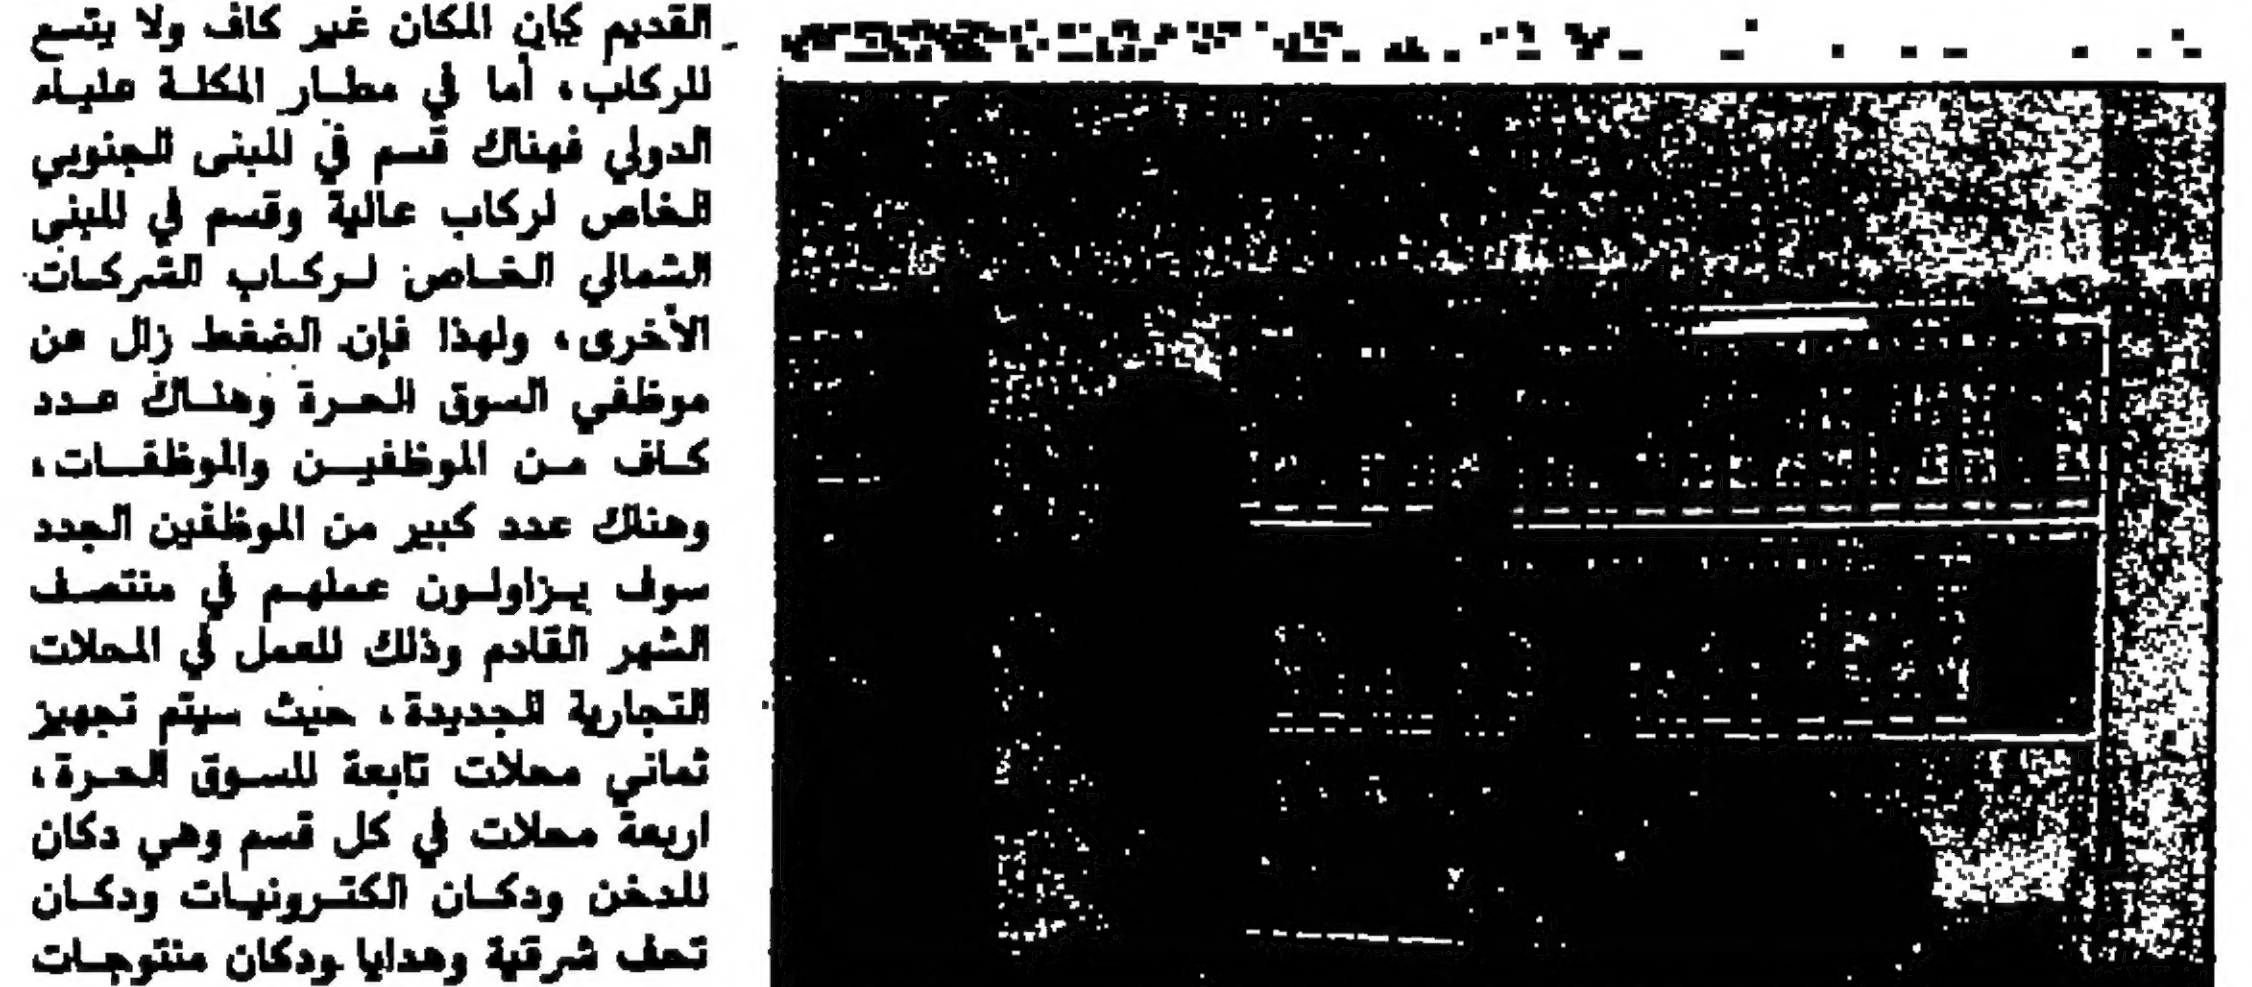 القديم كان المكان غير كاف ولا يتسع
للركاب، أما في مطار الملكة علياء
الدولي فهناك قسم في المبنى الجنوبي
الخاص لركاب عالية وقسم في المبنى
الشمالي الخاص لركاب الشركات
الأخرى، ولهذا فإن الضغط زال عن
موظفي السوق الحرة وهناك عدد
كاف من الموظفين والموظفات،
وهناك عدد كبير من الموظفين الجدد
سوف يزاولون عملهم في منتصف
الشهر القادم وذلك للعمل في المحلات
التجارية الجديدة، حيث سيتم تجهيز
ثماني محلات تابعة للسوق الحرة،
اربعة محلات في كل قسم وهي دكان
للدخن ودكان الكترونيات ودكان
تحف شرقية وهدايا ودكان منتوجات